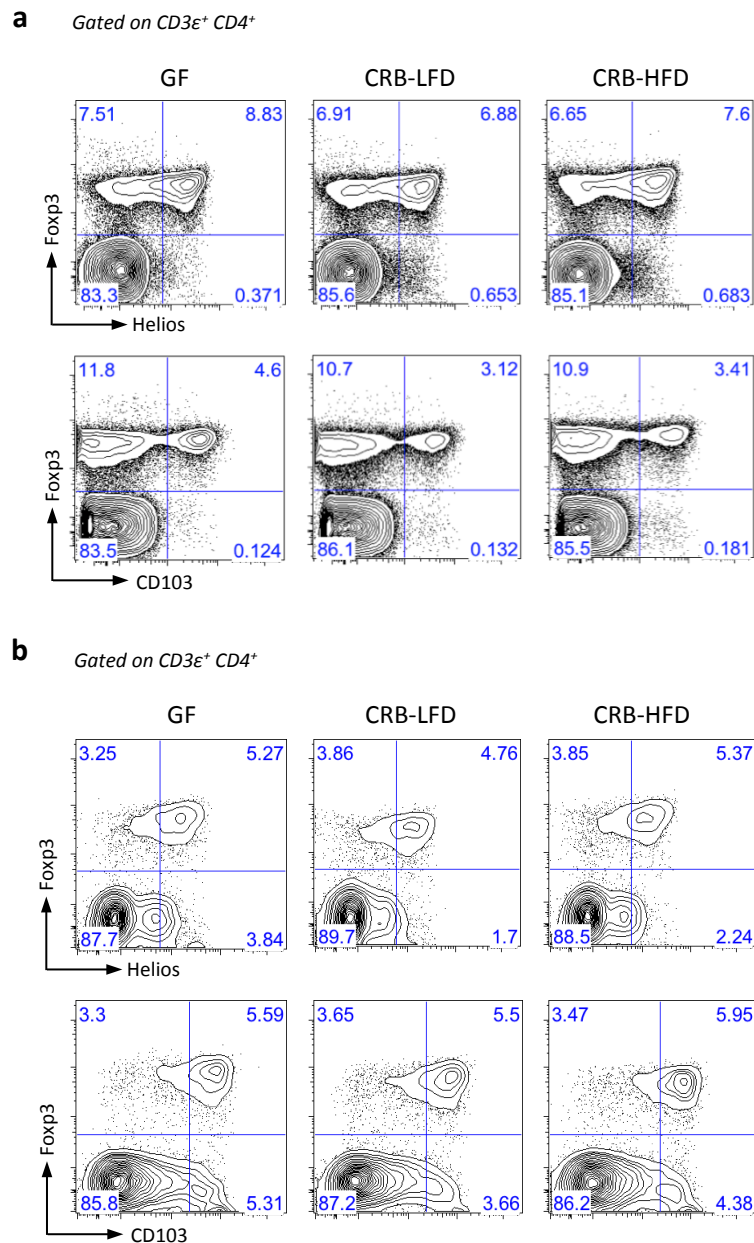 a
Gated on CD3ε+ CD4+
GF CRB-LFD CRB-HFD
7.51 8.83 6.91 6.88 6.65 7.6
Foxp3
83.3 0.371 85.6 0.653 85.1 0.683
Helios
11.8 4.6 10.7 3.12 10.9 3.41
Foxp3
83.5 0.124 86.1 0.132 85.5 0.181
CD103
b
Gated on CD3ε+ CD4+
GF CRB-LFD CRB-HFD
3.25 5.27 3.86 4.76 3.85 5.37
Foxp3
87.7 3.84 89.7 1.7 88.5 2.24
Helios
3.3 5.59 3.65 5.5 3.47 5.95
Foxp3
85.8 5.31 87.2 3.66 86.2 4.38
CD103